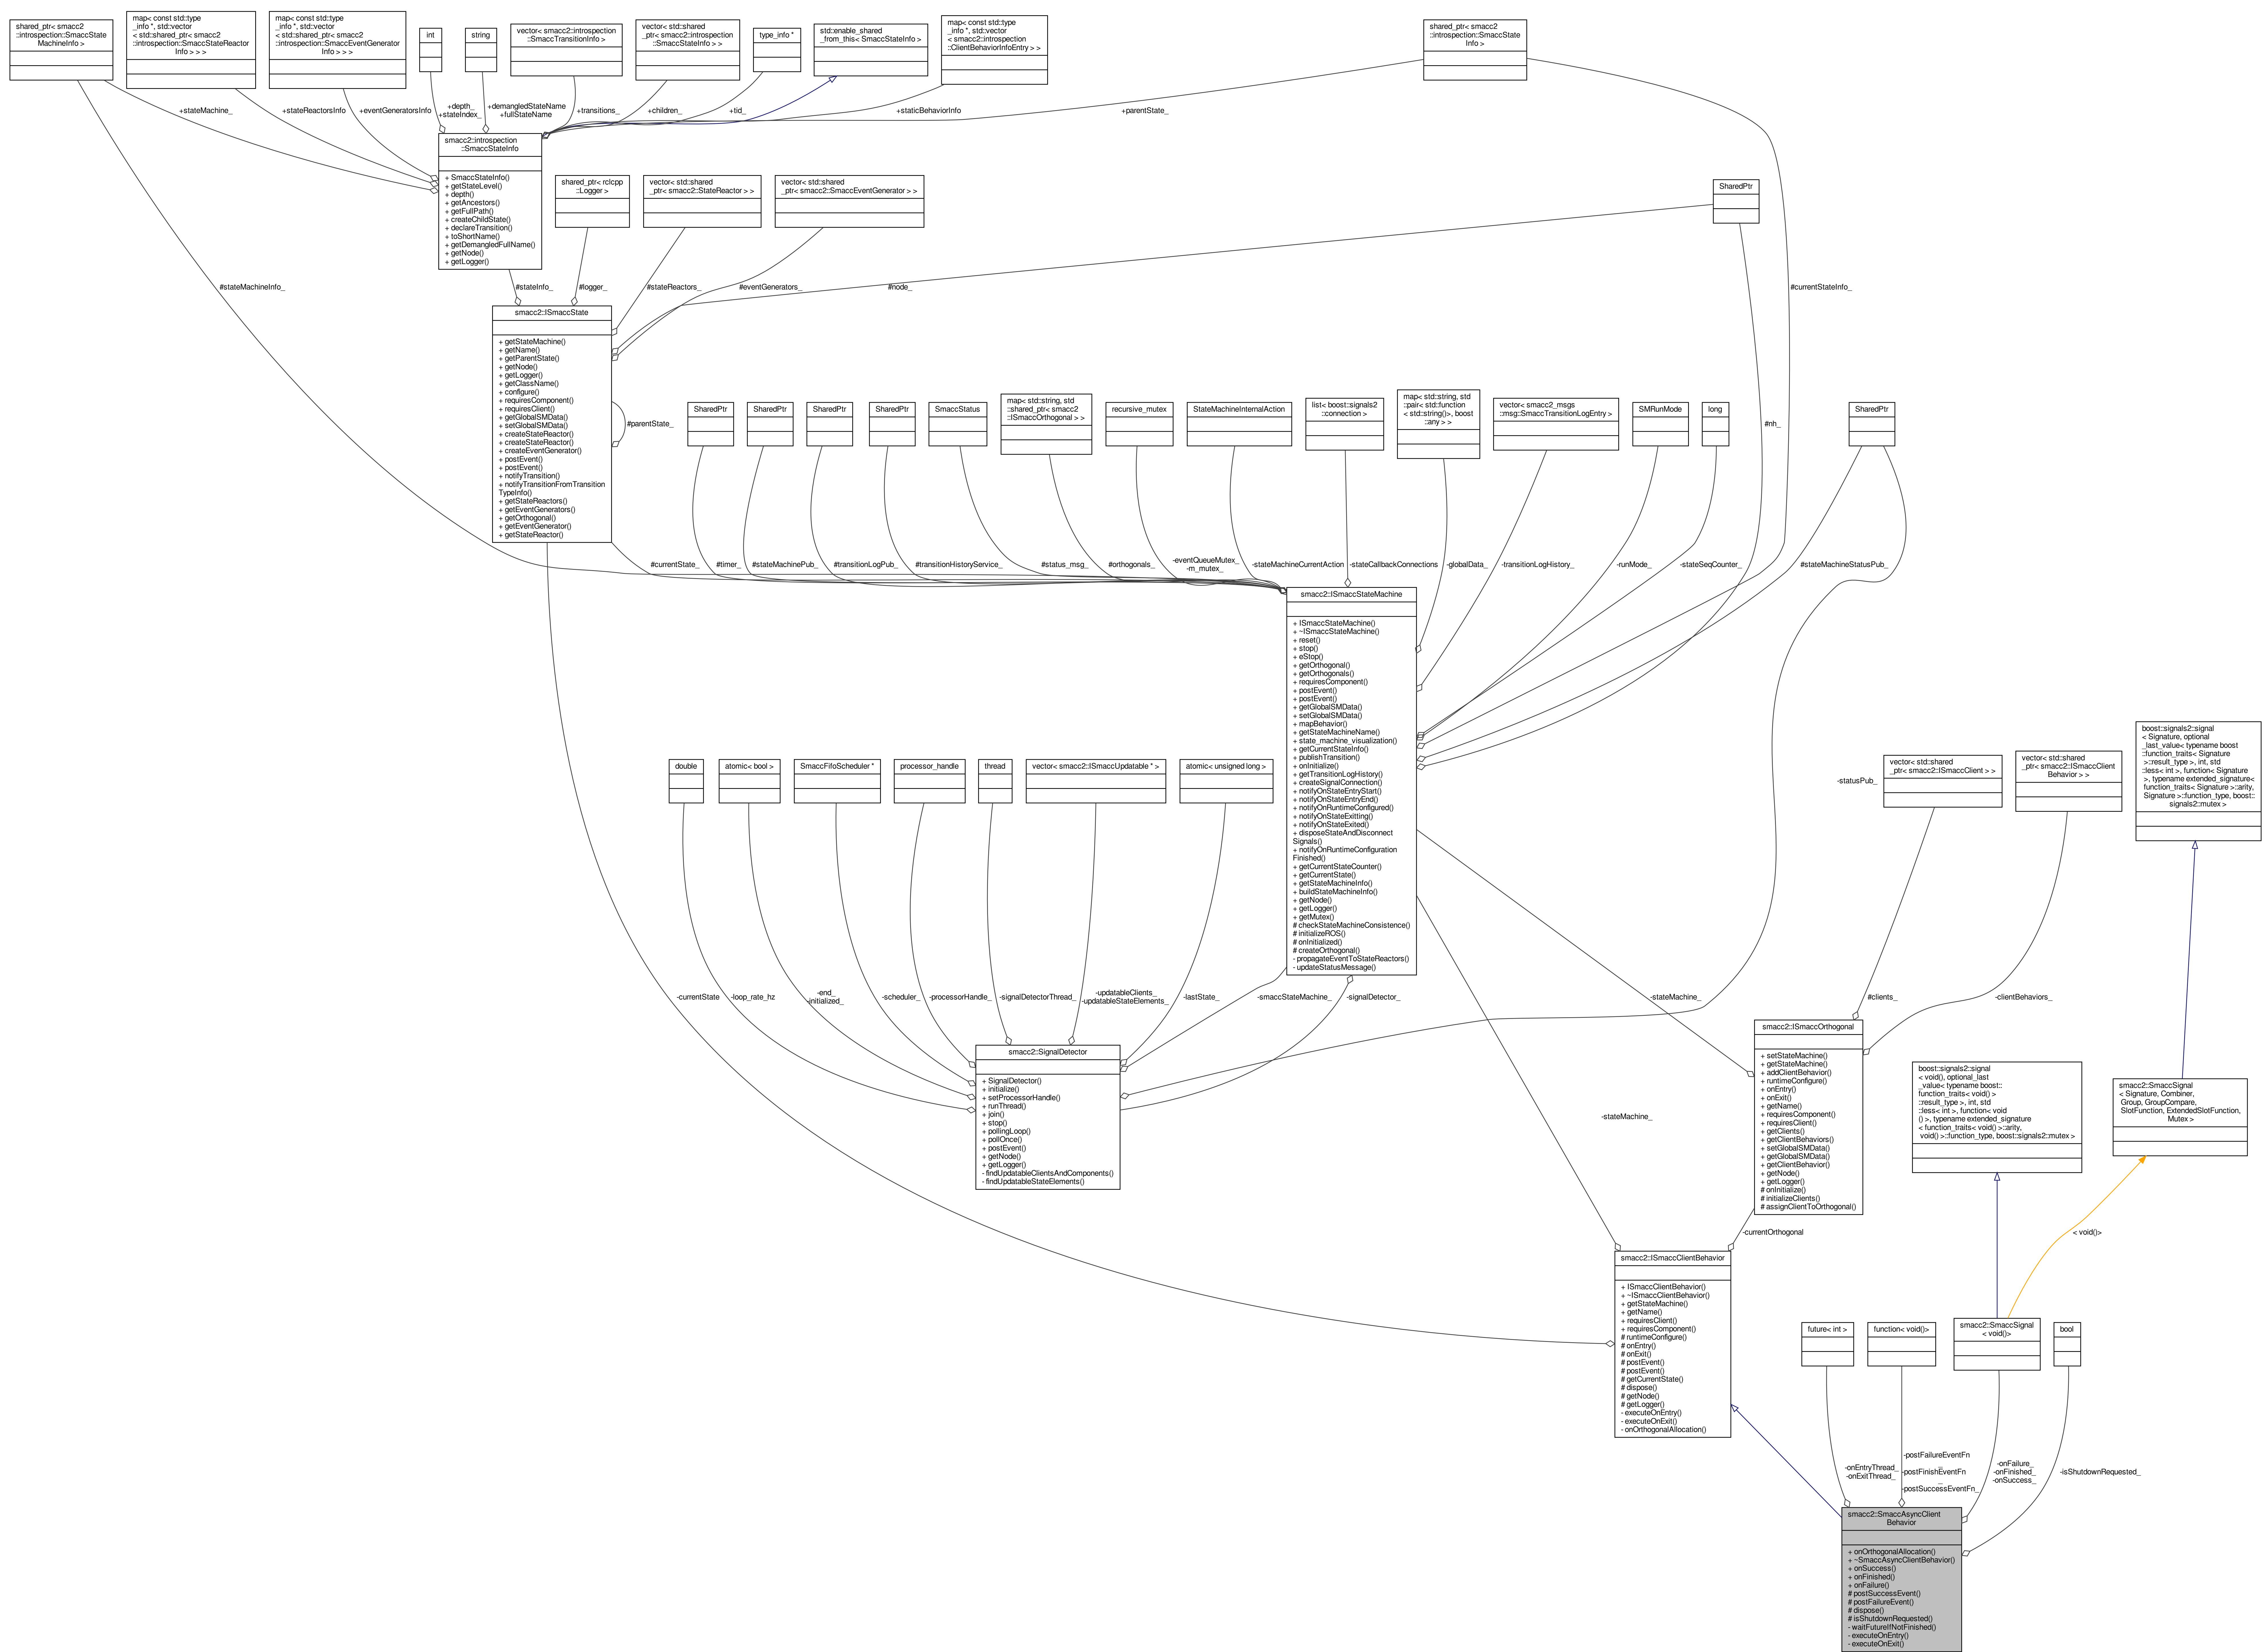 shared_ptr< smacc2
::introspection::SmaccState
MachineInfo >
map< const std::type
_info *, std::vector
< std::shared_ptr< smacc2
::introspection::SmaccStateReactor
Info > > >
map< const std::type
_info *, std::vector
< std::shared_ptr< smacc2
::introspection::SmaccEventGenerator
Info > > >
int
string
vector< smacc2::introspection
::SmaccTransitionInfo >
vector< std::shared
_ptr< smacc2::introspection
::SmaccStateInfo > >
type_info *
std::enable_shared
_from_this< SmaccStateInfo >
map< const std::type
_info *, std::vector
< smacc2::introspection
::ClientBehaviorInfoEntry > >
shared_ptr< smacc2
::introspection::SmaccState
Info >
+stateMachine_
+stateReactorsInfo
+eventGeneratorsInfo
+depth_
+stateIndex_
+demangledStateName
+fullStateName
+transitions_
+children_
+tid_
+staticBehaviorInfo
+parentState_
smacc2::introspection
::SmaccStateInfo
+ SmaccStateInfo()
+ getStateLevel()
+ depth()
+ getAncestors()
+ getFullPath()
+ createChildState()
+ declareTransition()
+ toShortName()
+ getDemangledFullName()
+ getNode()
+ getLogger()
shared_ptr< rclcpp
::Logger >
vector< std::shared
_ptr< smacc2::StateReactor > >
vector< std::shared
_ptr< smacc2::SmaccEventGenerator > >
SharedPtr
#stateMachineInfo_
#stateInfo_
#logger_
#stateReactors_
#eventGenerators_
#node_
#currentStateInfo_
smacc2::ISmaccState
+ getStateMachine()
+ getName()
+ getParentState()
+ getNode()
+ getLogger()
+ getClassName()
+ configure()
+ requiresComponent()
+ requiresClient()
+ getGlobalSMData()
+ setGlobalSMData()
+ createStateReactor()
+ createStateReactor()
+ createEventGenerator()
+ postEvent()
+ postEvent()
+ notifyTransition()
+ notifyTransitionFromTransition
TypeInfo()
+ getStateReactors()
+ getEventGenerators()
+ getOrthogonal()
+ getEventGenerator()
+ getStateReactor()
#parentState_
SharedPtr
SharedPtr
SharedPtr
SharedPtr
SmaccStatus
map< std::string, std
::shared_ptr< smacc2
::ISmaccOrthogonal > >
recursive_mutex
StateMachineInternalAction
list< boost::signals2
::connection >
map< std::string, std
::pair< std::function
< std::string()>, boost
::any > >
vector< smacc2_msgs
::msg::SmaccTransitionLogEntry >
SMRunMode
long
#nh_
SharedPtr
#currentState_
#timer_
#stateMachinePub_
#transitionLogPub_
#transitionHistoryService_
#status_msg_
#orthogonals_
-eventQueueMutex_
-m_mutex_
-stateMachineCurrentAction
-stateCallbackConnections
-globalData_
-transitionLogHistory_
-runMode_
-stateSeqCounter_
#stateMachineStatusPub_
smacc2::ISmaccStateMachine
+ ISmaccStateMachine()
+ ~ISmaccStateMachine()
+ reset()
+ stop()
+ eStop()
+ getOrthogonal()
+ getOrthogonals()
+ requiresComponent()
+ postEvent()
+ postEvent()
+ getGlobalSMData()
+ setGlobalSMData()
+ mapBehavior()
+ getStateMachineName()
+ state_machine_visualization()
+ getCurrentStateInfo()
+ publishTransition()
+ onInitialize()
+ getTransitionLogHistory()
+ createSignalConnection()
+ notifyOnStateEntryStart()
+ notifyOnStateEntryEnd()
+ notifyOnRuntimeConfigured()
+ notifyOnStateExitting()
+ notifyOnStateExited()
+ disposeStateAndDisconnect
Signals()
+ notifyOnRuntimeConfiguration
Finished()
+ getCurrentStateCounter()
+ getCurrentState()
+ getStateMachineInfo()
+ buildStateMachineInfo()
+ getNode()
+ getLogger()
+ getMutex()
# checkStateMachineConsistence()
# initializeROS()
# onInitialized()
# createOrthogonal()
- propagateEventToStateReactors()
- updateStatusMessage()
double
atomic< bool >
SmaccFifoScheduler *
processor_handle
thread
vector< smacc2::ISmaccUpdatable * >
atomic< unsigned long >
-statusPub_
vector< std::shared
_ptr< smacc2::ISmaccClient > >
vector< std::shared
_ptr< smacc2::ISmaccClient
Behavior > >
boost::signals2::signal
< Signature, optional
_last_value< typename boost
::function_traits< Signature
>::result_type >, int, std
::less< int >, function< Signature
>, typename extended_signature<
function_traits< Signature >::arity,
Signature >::function_type, boost::
signals2::mutex >
-currentState
-loop_rate_hz
-end_
-initialized_
-scheduler_
-processorHandle_
-signalDetectorThread_
-updatableClients_
-updatableStateElements_
-lastState_
-smaccStateMachine_
-signalDetector_
-stateMachine_
#clients_
-clientBehaviors_
smacc2::SignalDetector
+ SignalDetector()
+ initialize()
+ setProcessorHandle()
+ runThread()
+ join()
+ stop()
+ pollingLoop()
+ pollOnce()
+ postEvent()
+ getNode()
+ getLogger()
- findUpdatableClientsAndComponents()
- findUpdatableStateElements()
smacc2::ISmaccOrthogonal
+ setStateMachine()
+ getStateMachine()
+ addClientBehavior()
+ runtimeConfigure()
+ onEntry()
+ onExit()
+ getName()
+ requiresComponent()
+ requiresClient()
+ getClients()
+ getClientBehaviors()
+ setGlobalSMData()
+ getGlobalSMData()
+ getClientBehavior()
+ getNode()
+ getLogger()
# onInitialize()
# initializeClients()
# assignClientToOrthogonal()
boost::signals2::signal
< void(), optional_last
_value< typename boost::
function_traits< void() >
::result_type >, int, std
::less< int >, function< void
() >, typename extended_signature
< function_traits< void() >::arity,
void() >::function_type, boost::signals2::mutex >
smacc2::SmaccSignal
< Signature, Combiner,
Group, GroupCompare,
SlotFunction, ExtendedSlotFunction,
Mutex >
-stateMachine_
-currentOrthogonal
< void()>
smacc2::ISmaccClientBehavior
+ ISmaccClientBehavior()
+ ~ISmaccClientBehavior()
+ getStateMachine()
+ getName()
+ requiresClient()
+ requiresComponent()
# runtimeConfigure()
# onEntry()
# onExit()
# postEvent()
# postEvent()
# getCurrentState()
# dispose()
# getNode()
# getLogger()
- executeOnEntry()
- executeOnExit()
- onOrthogonalAllocation()
future< int >
function< void()>
smacc2::SmaccSignal
< void()>
bool
-onEntryThread_
-onExitThread_
-postFailureEventFn
_
-postFinishEventFn
_
-postSuccessEventFn_
-onFailure_
-onFinished_
-onSuccess_
-isShutdownRequested_
smacc2::SmaccAsyncClient
Behavior
+ onOrthogonalAllocation()
+ ~SmaccAsyncClientBehavior()
+ onSuccess()
+ onFinished()
+ onFailure()
# postSuccessEvent()
# postFailureEvent()
# dispose()
# isShutdownRequested()
- waitFutureIfNotFinished()
- executeOnEntry()
- executeOnExit()